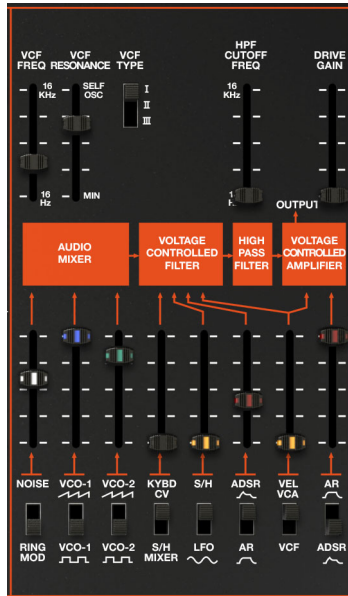 VCF
FREQ
VCF
RESONANCE
VCF
TYPE
HPF
CUTOFF
FREQ
DRIVE
GAIN
16
KHz
SELF
OSC
I
II
III
16
KHz
16
Hz
MIN
OUTPUT
AUDIO
MIXER
VOLTAGE
CONTROLLED
FILTER
HIGH
PASS
FILTER
VOLTAGE
CONTROLLED
AMPLIFIER
NOISE
VCO-1
VCO-2
KYBD
CV
S/H
ADSR
VEL
VCA
AR
RING
MOD
VCO-1
VCO-2
S/H
MIXER
LFO
AR
VCF
ADSR